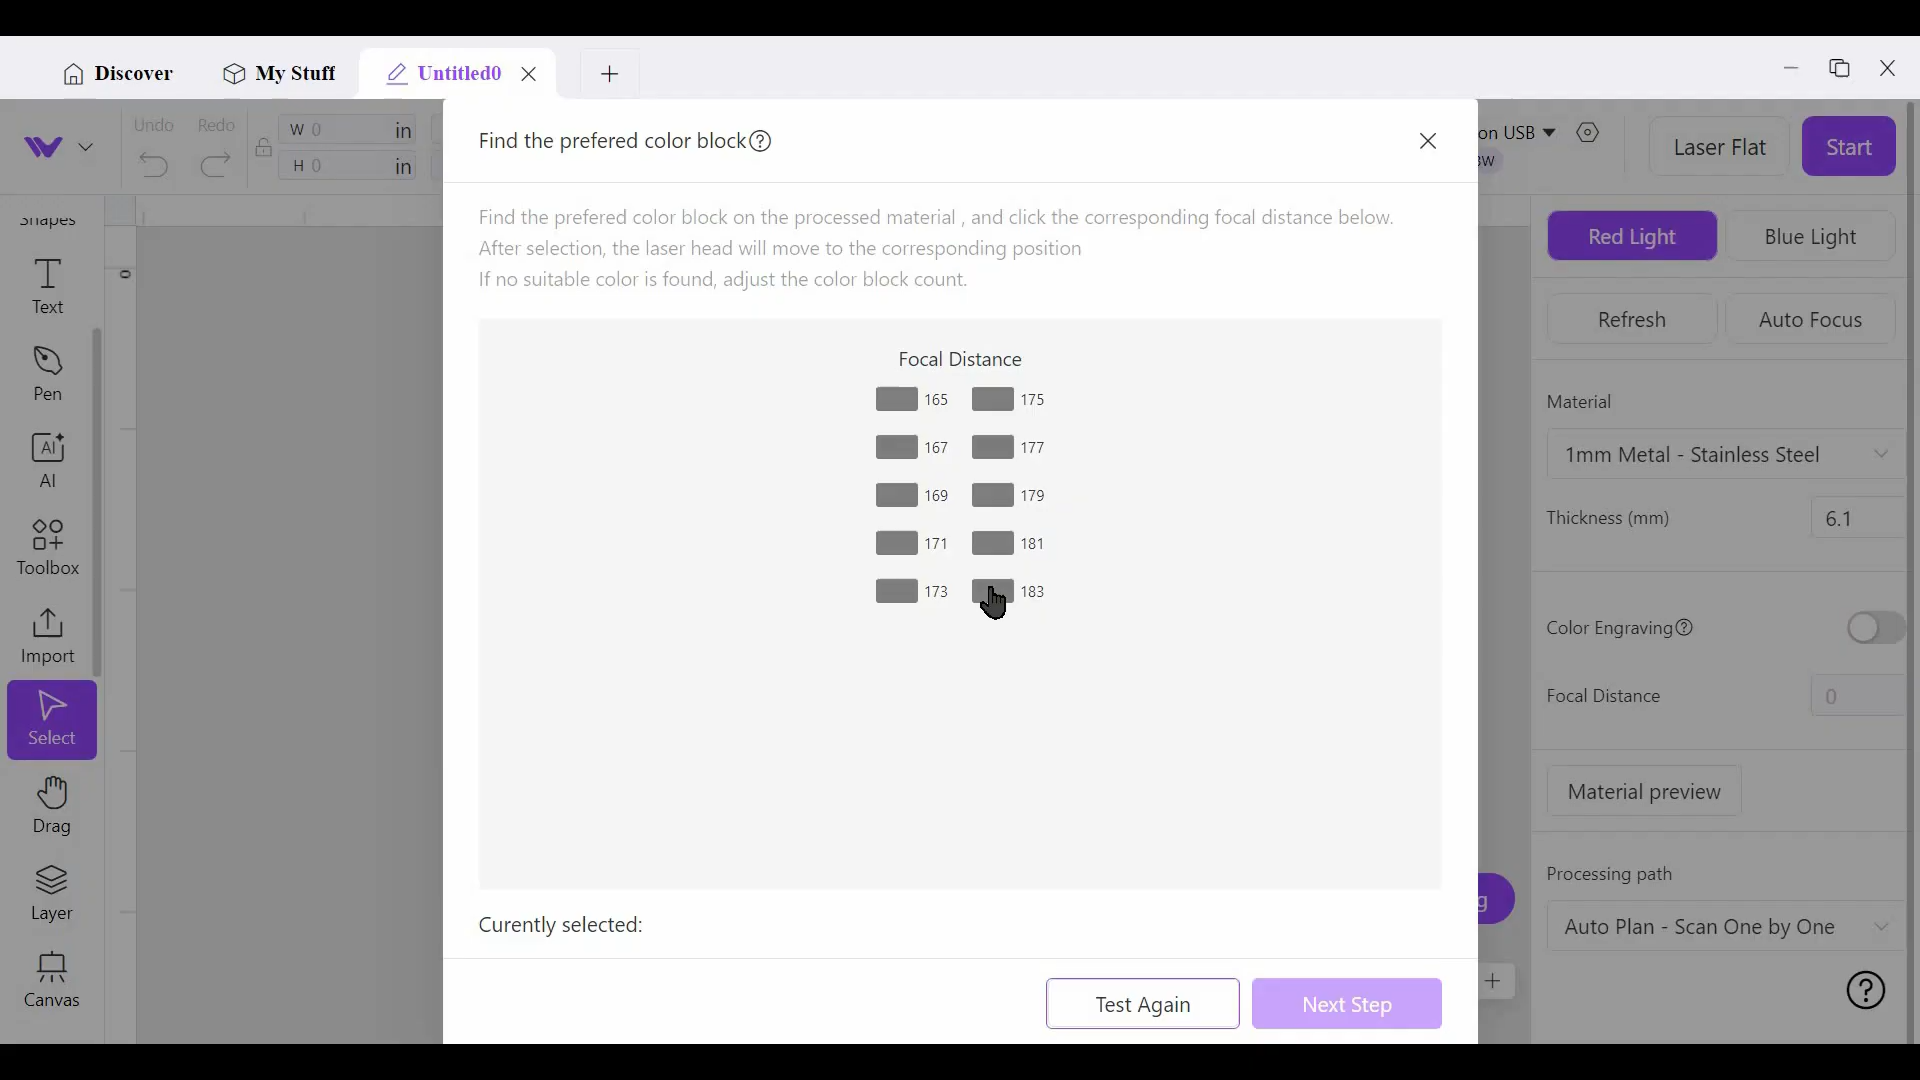 Discover
My Stuff
Untitled0
Undo
Redo
W 0 in
H 0 in
Find the prefered color block
on USB
Laser Flat
Start
Find the prefered color block on the processed material , and click the corresponding focal distance below.
After selection, the laser head will move to the corresponding position
If no suitable color is found, adjust the color block count.
Shapes
Text
Pen
AI
AI
Toolbox
Import
Select
Drag
Layer
Canvas
0
Focal Distance
165 175
167 177
169 179
171 181
173 183
Curently selected:
Test Again
Next Step
Red Light
Blue Light
Refresh
Auto Focus
Material
1mm Metal - Stainless Steel
Thickness (mm)
6.1
Color Engraving
Focal Distance
0
Material preview
Processing path
Auto Plan - Scan One by One